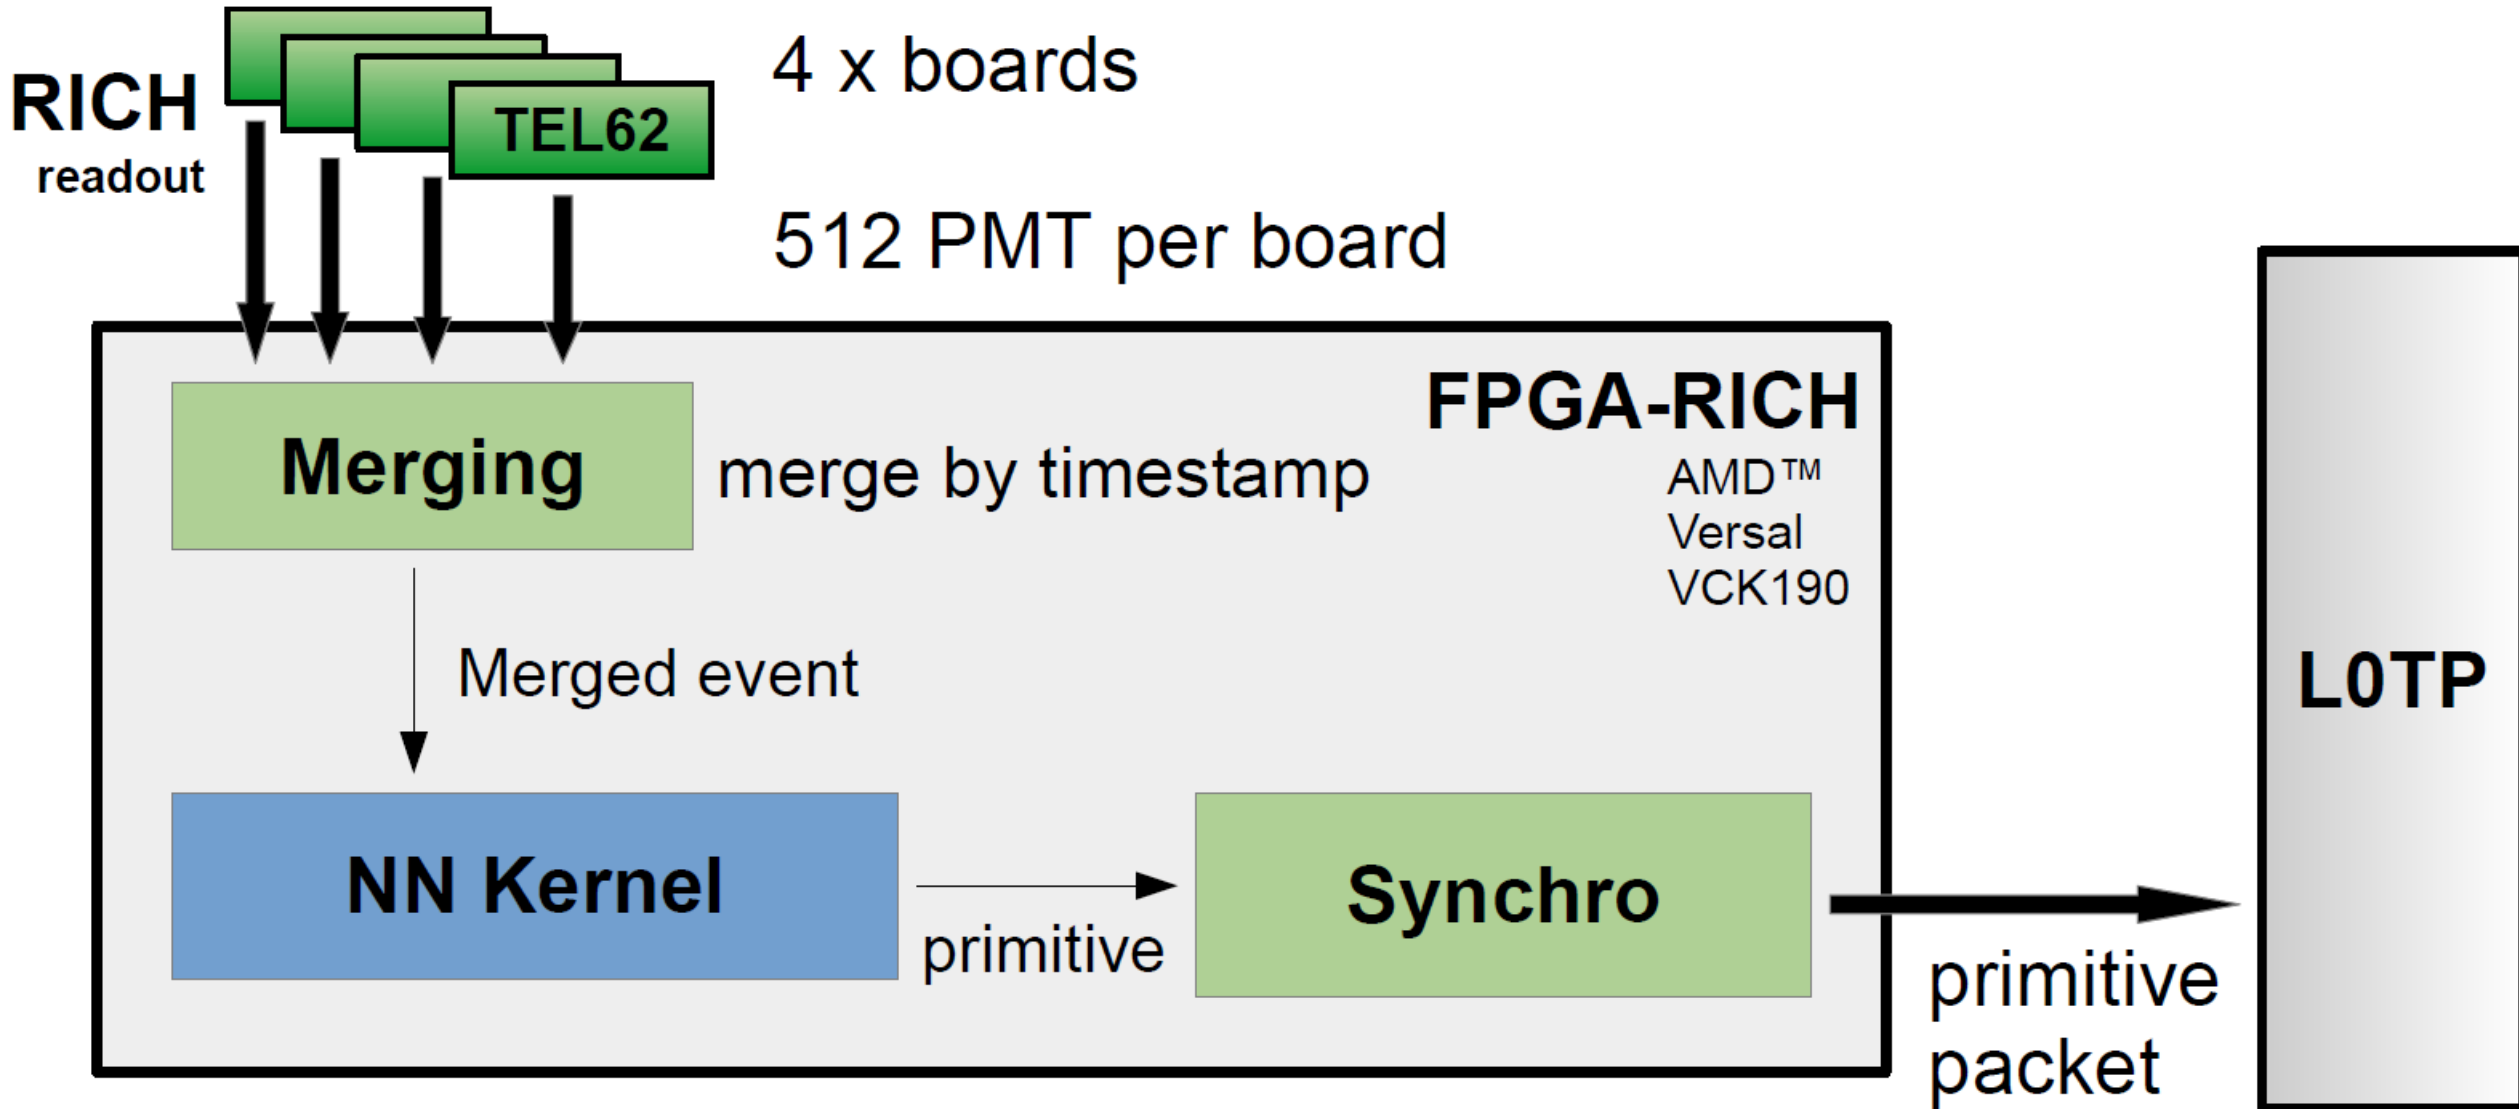 4 x boards
RICH
readout
TEL62
512 PMT per board
FPGA-RICH
AMD™
Versal
VCK190
Merging
merge by timestamp
Merged event
NN Kernel
primitive
Synchro
primitive
packet
L0TP